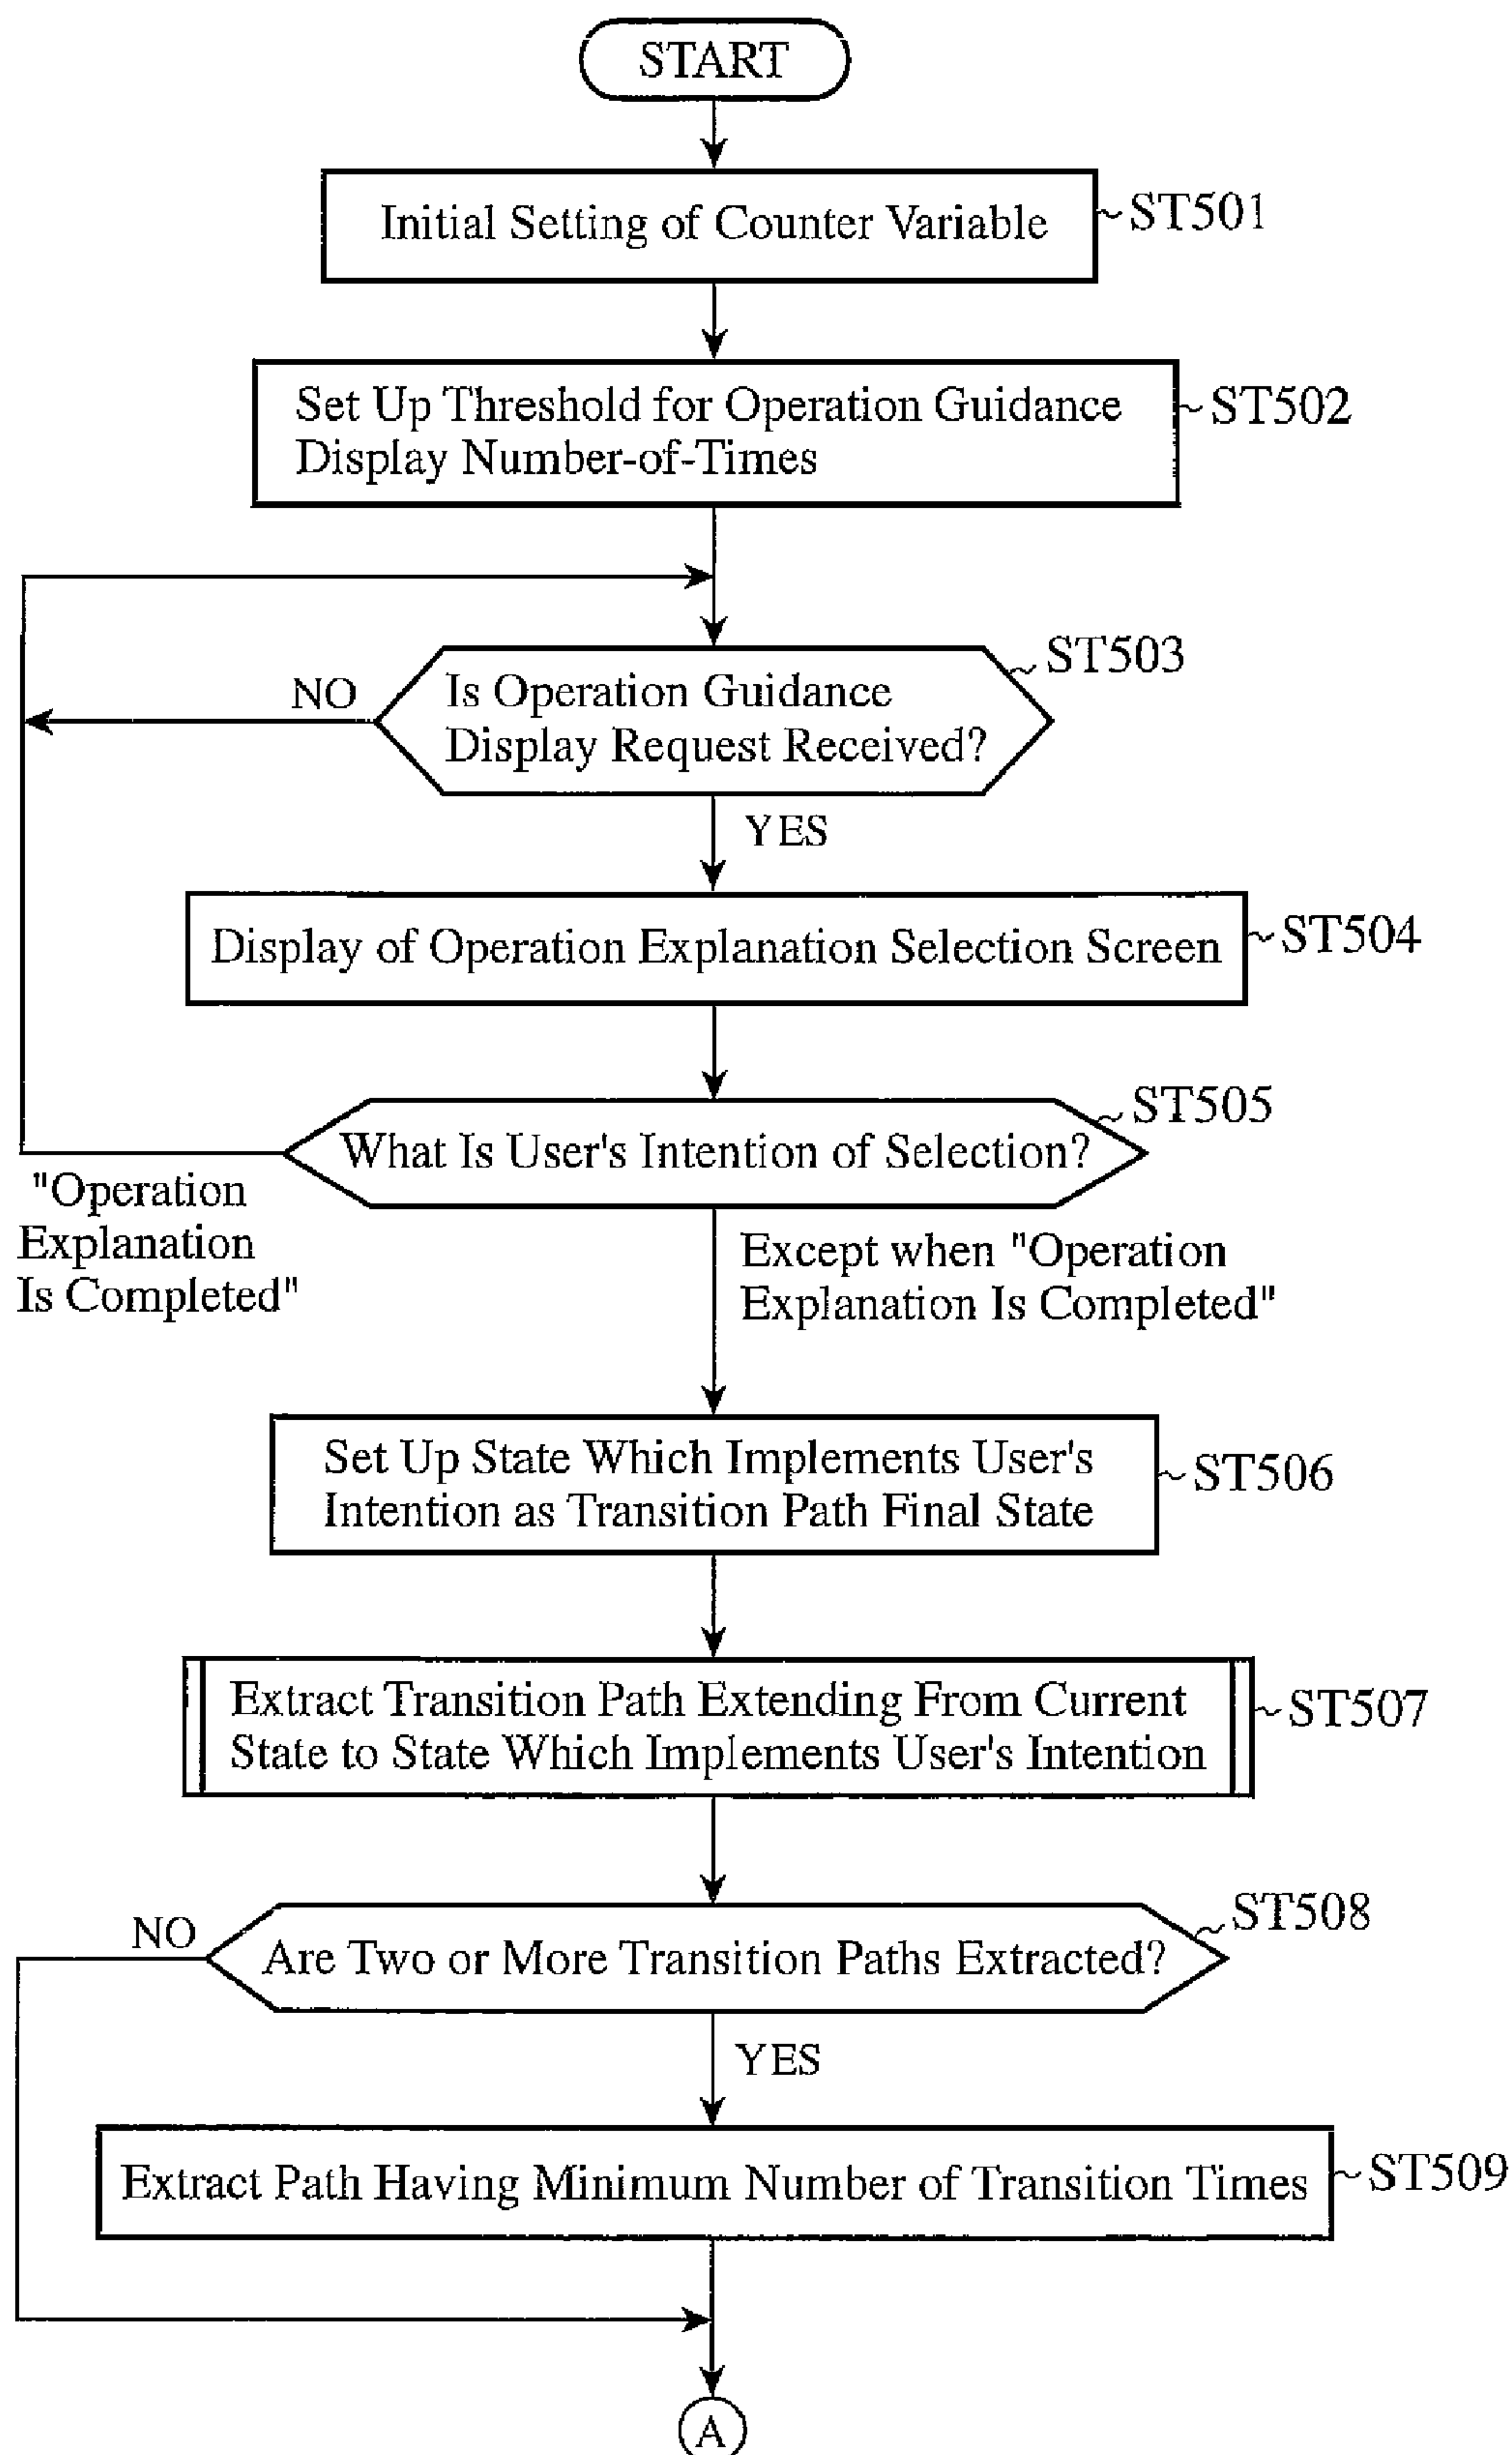 START
Initial Setting of Counter Variable
ST501
Set Up Threshold for Operation Guidance
Display Number-of-Times
ST502
ST503
NO
Is Operation Guidance
Display Request Received?
YES
Display of Operation Explanation Selection Screen
ST504
ST505
What Is User's Intention of Selection?
"Operation
Explanation
Is Completed"
Except when "Operation
Explanation Is Completed"
Set Up State Which Implements User's
Intention as Transition Path Final State
ST506
Extract Transition Path Extending From Current
State to State Which Implements User's Intention
ST507
ST508
NO
Are Two or More Transition Paths Extracted?
YES
Extract Path Having Minimum Number of Transition Times
ST509
A